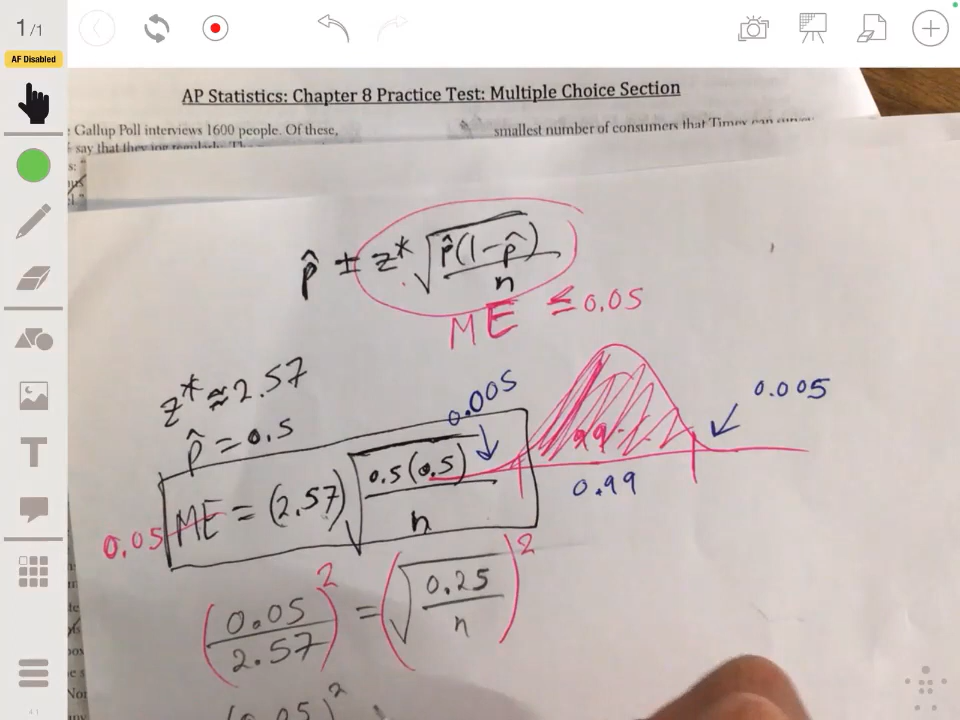 1/1
AF Disabled
AP Statistics: Chapter 8 Practice Test: Multiple Choice Section
: Gallup Poll interviews 1600 people. Of these,
say that they jog regularly. The
smallest number of consumers that Timex can survey
p̂ ± z* √(p̂(1-p̂)/n)
ME ≤ 0.05
z* ≈ 2.57
p̂ = 0.5
0.005
0.005
99%
0.99
0.05 ME = (2.57) √(0.5(0.5)/n)
(0.05/2.57)² = (√(0.25/n))²
(0.05)²
T